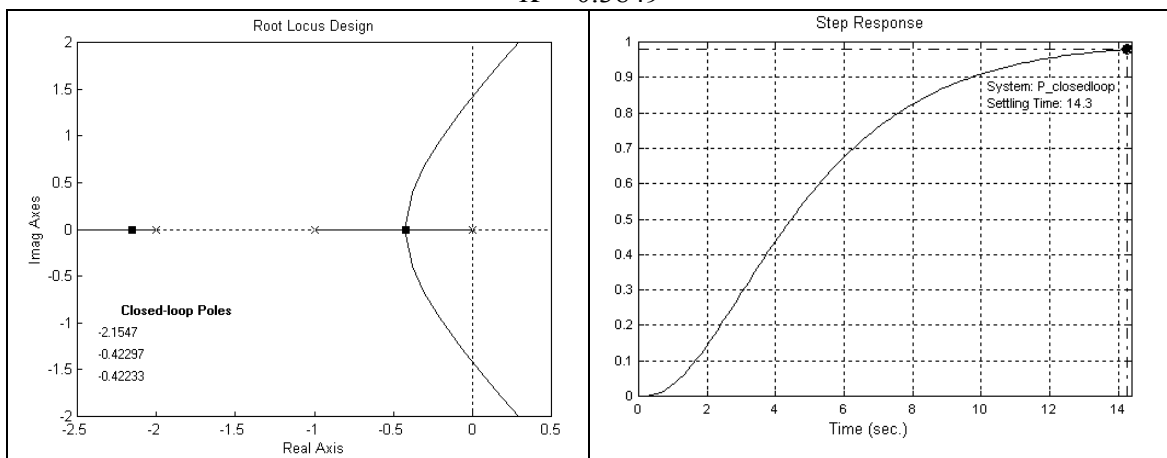 K = 0.3849
Root Locus Design
2
1.5
1
0.5
0
-0.5
-1
-1.5
-2
Imag Axes
Closed-loop Poles
-2.1547
-0.42297
-0.42233
-2.5 -2 -1.5 -1 -0.5 0 0.5
Real Axis
Step Response
1
0.9
0.8
0.7
0.6
0.5
0.4
0.3
0.2
0.1
0
System: P_closedloop
Settling Time: 14.3
0 2 4 6 8 10 12 14
Time (sec.)